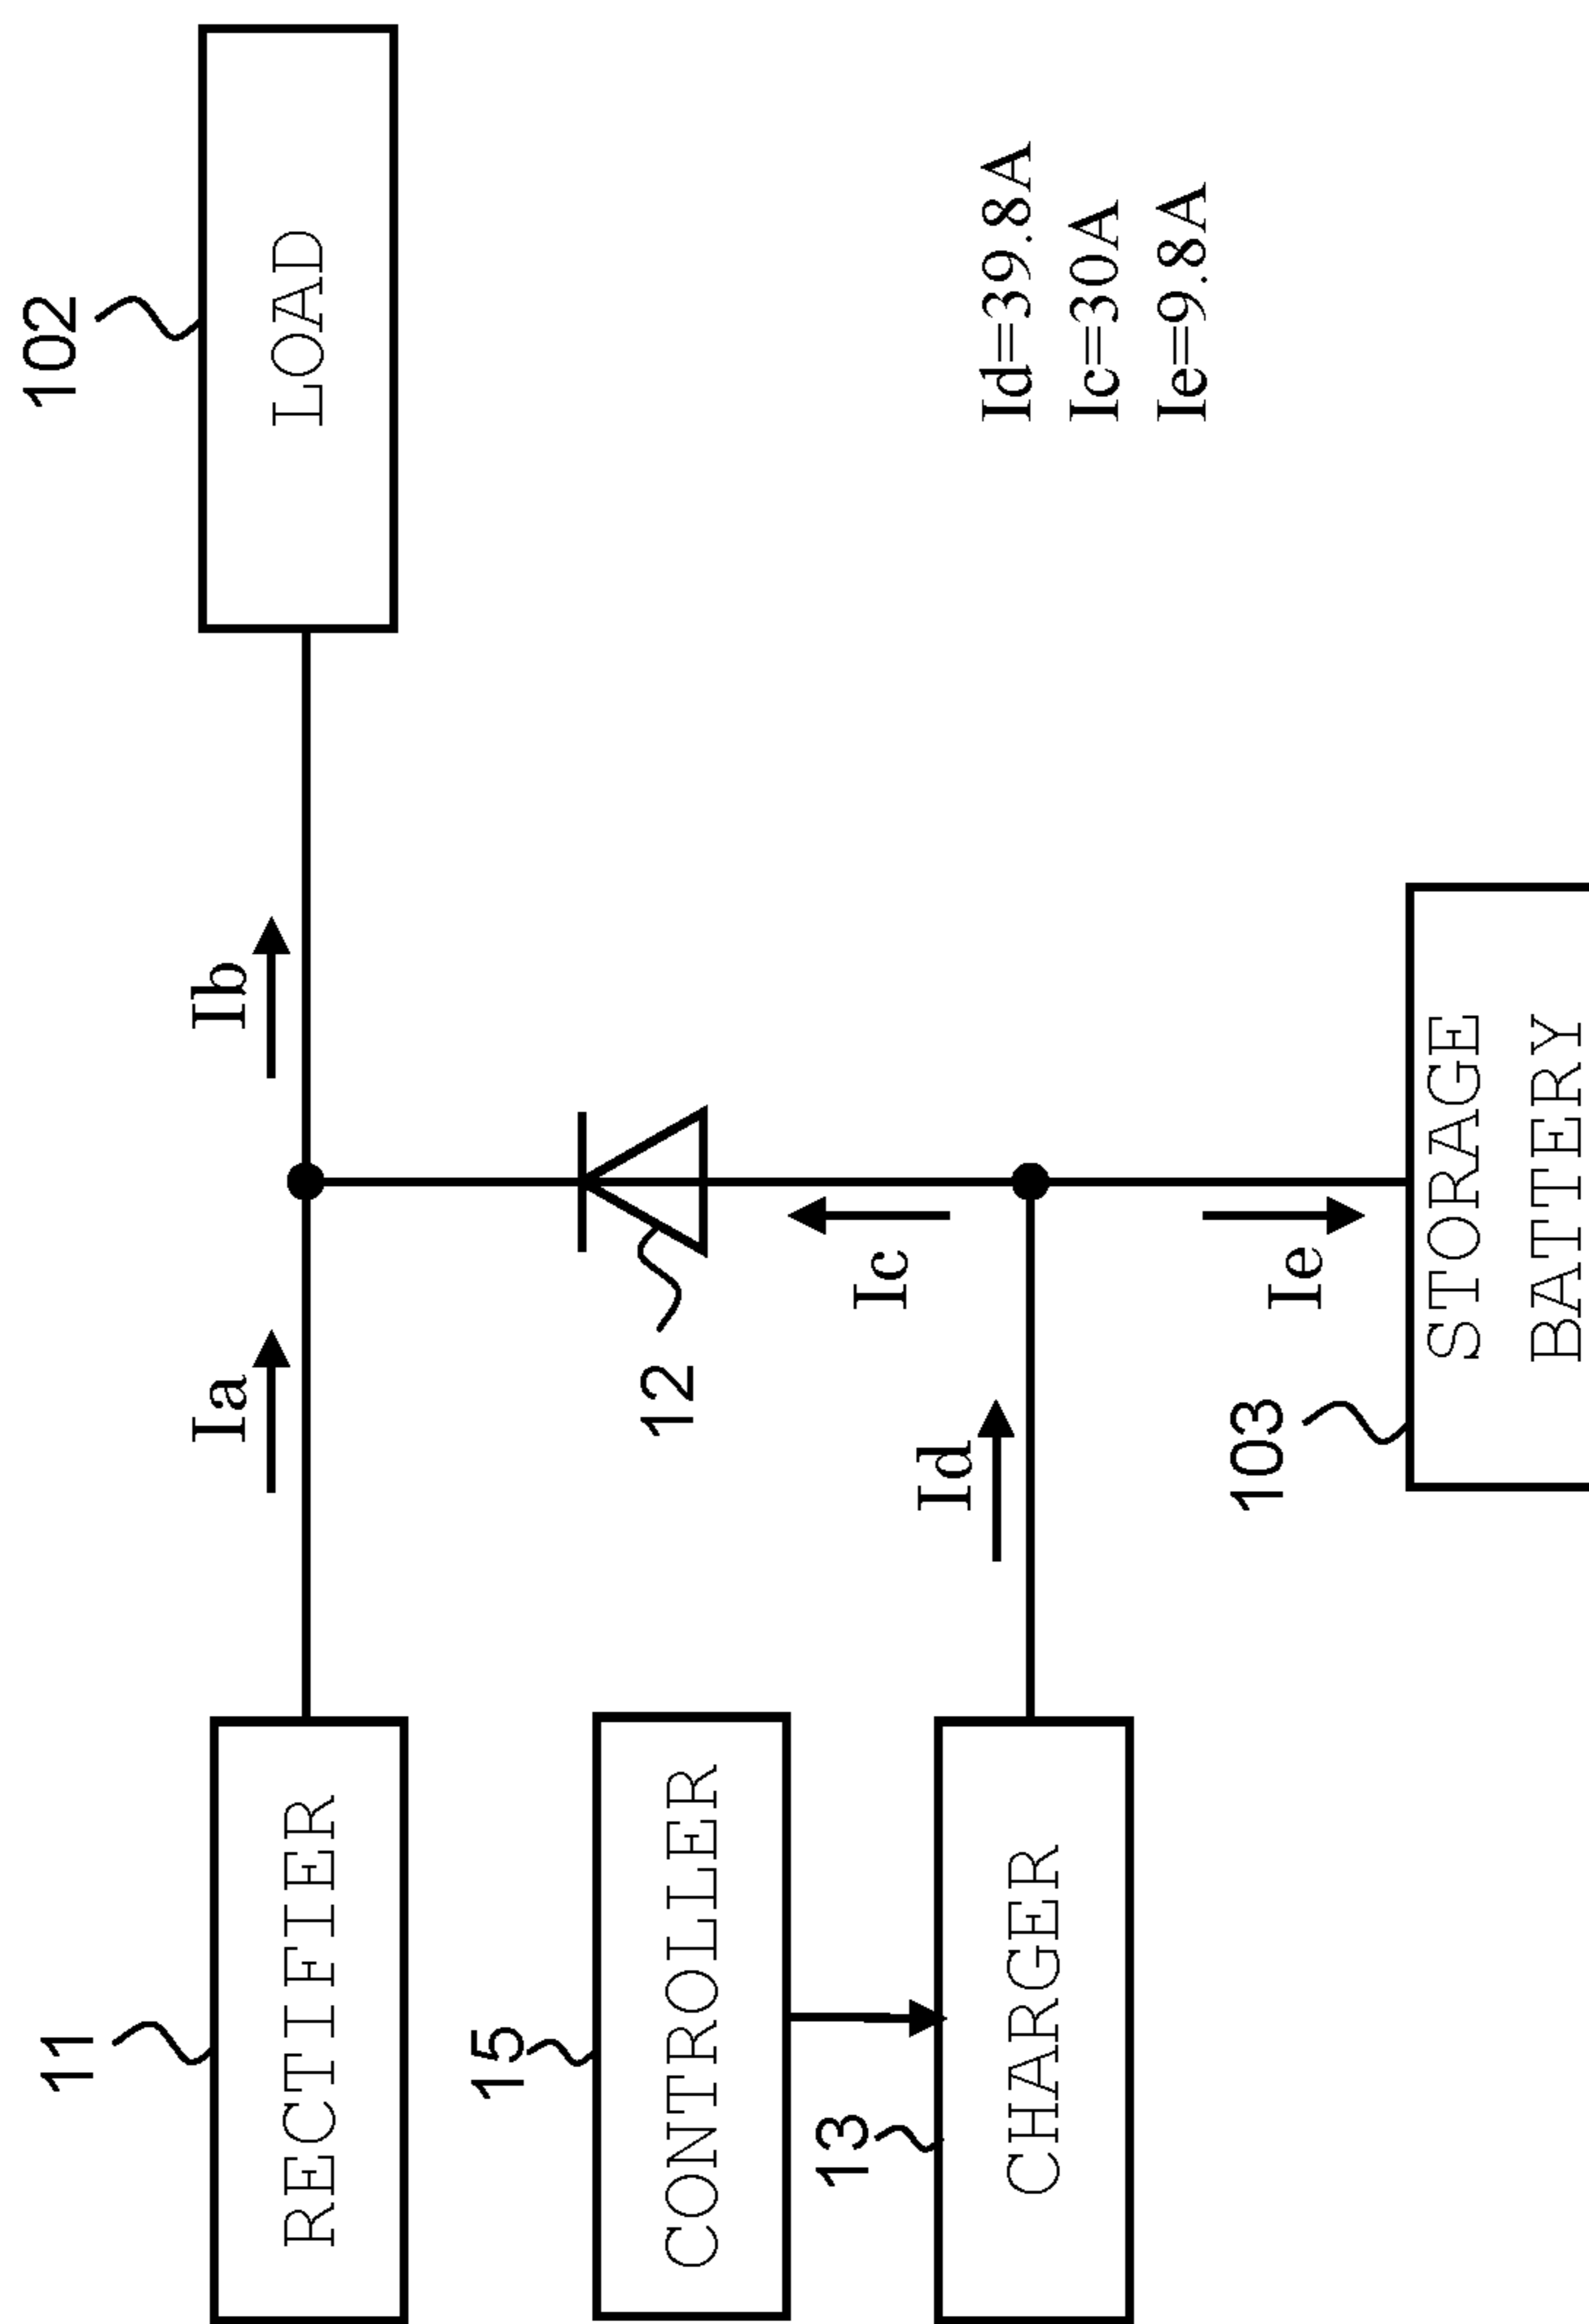 11
RECTIFIER
Ia
Ib
102
LOAD
15
CONTROLLER
12
13
CHARGER
Id
Ic
Id=39.8A
Ic=30A
Ie=9.8A
103
Ie
STORAGE
BATTERY